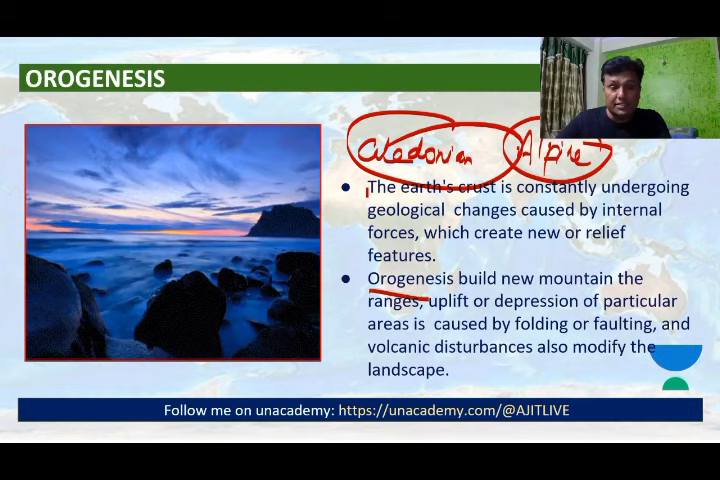 OROGENESIS
Caledonian Alpine
● The earth's crust is constantly undergoing
geological changes caused by internal
forces, which create new or relief
features.
● Orogenesis build new mountain the
ranges, uplift or depression of particular
areas is caused by folding or faulting, and
volcanic disturbances also modify the
landscape.
Follow me on unacademy: https://unacademy.com/@AJITLIVE